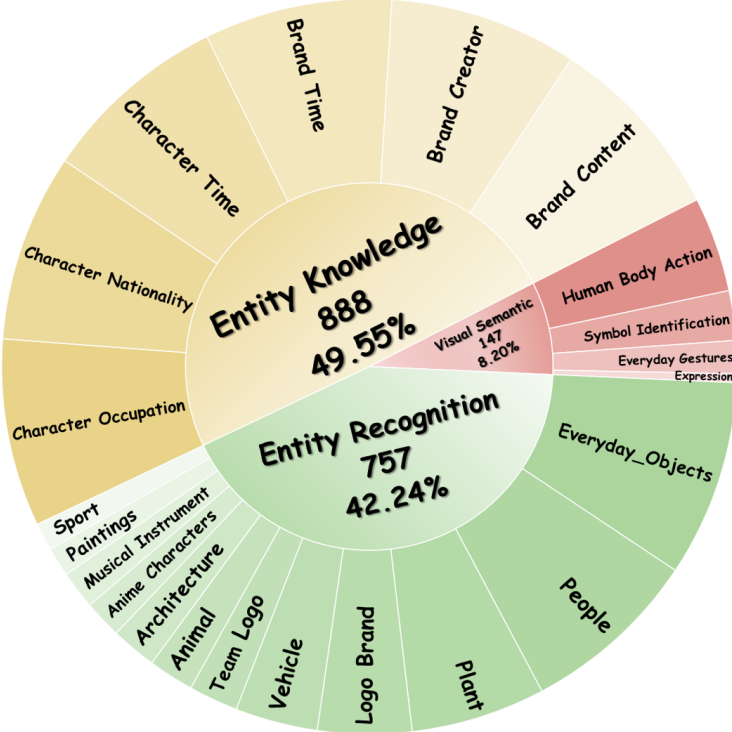 Brand Time
Brand Creator
Character Time
Brand Content
Character Nationality
Character Occupation
Entity Knowledge
888
49.55%
Human Body Action
Symbol Identification
Everyday Gestures
Expression
Visual Semantic
147
8.20%
Entity Recognition
757
42.24%
Everyday_Objects
People
Plant
Logo Brand
Vehicle
Team Logo
Animal
Architecture
Anime Characters
Musical Instrument
Paintings
Sport